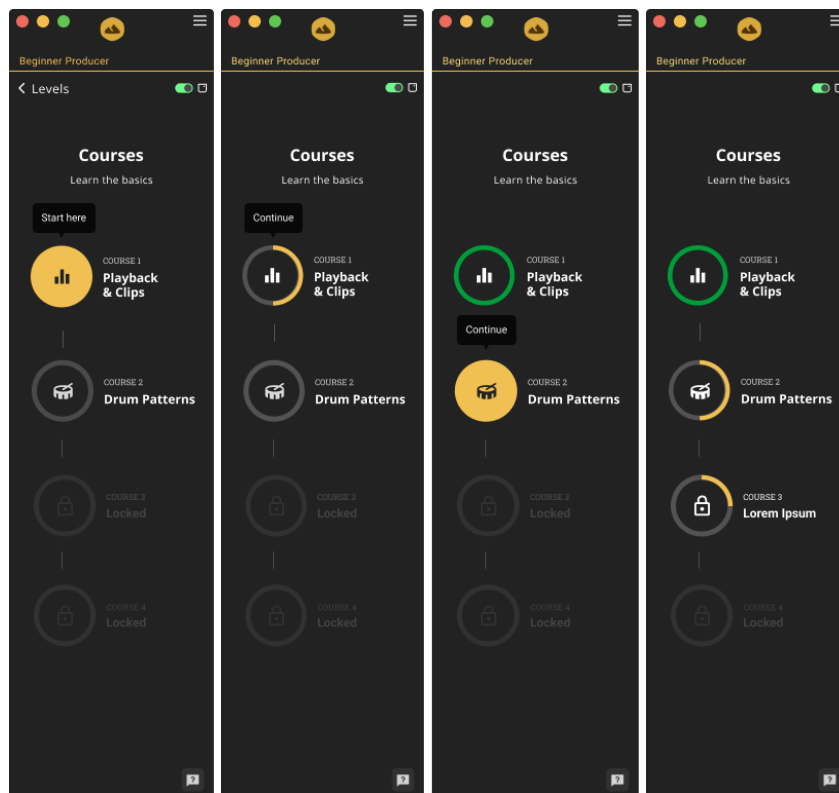 Beginner Producer
Levels
Courses
Learn the basics
Start here
COURSE 1
Playback
& Clips
COURSE 2
Drum Patterns
COURSE 3
Locked
COURSE 4
Locked
?
Beginner Producer
Courses
Learn the basics
Continue
COURSE 1
Playback
& Clips
COURSE 2
Drum Patterns
COURSE 3
Locked
COURSE 4
Locked
?
Beginner Producer
Courses
Learn the basics
COURSE 1
Playback
& Clips
Continue
COURSE 2
Drum Patterns
COURSE 3
Locked
COURSE 4
Locked
?
Beginner Producer
Courses
Learn the basics
COURSE 1
Playback
& Clips
COURSE 2
Drum Patterns
COURSE 3
Lorem Ipsum
COURSE 4
Locked
?